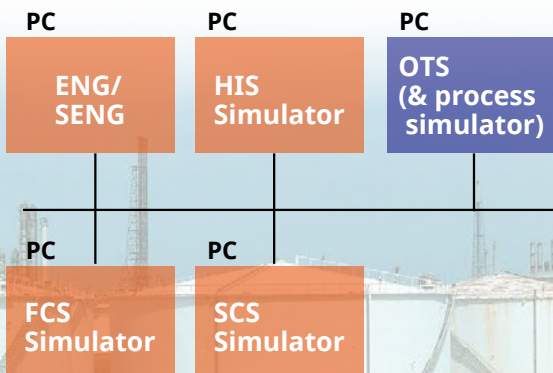 PC
ENG/
SENG
PC
HIS
Simulator
PC
OTS
(& process
simulator)
PC
FCS
Simulator
PC
SCS
Simulator